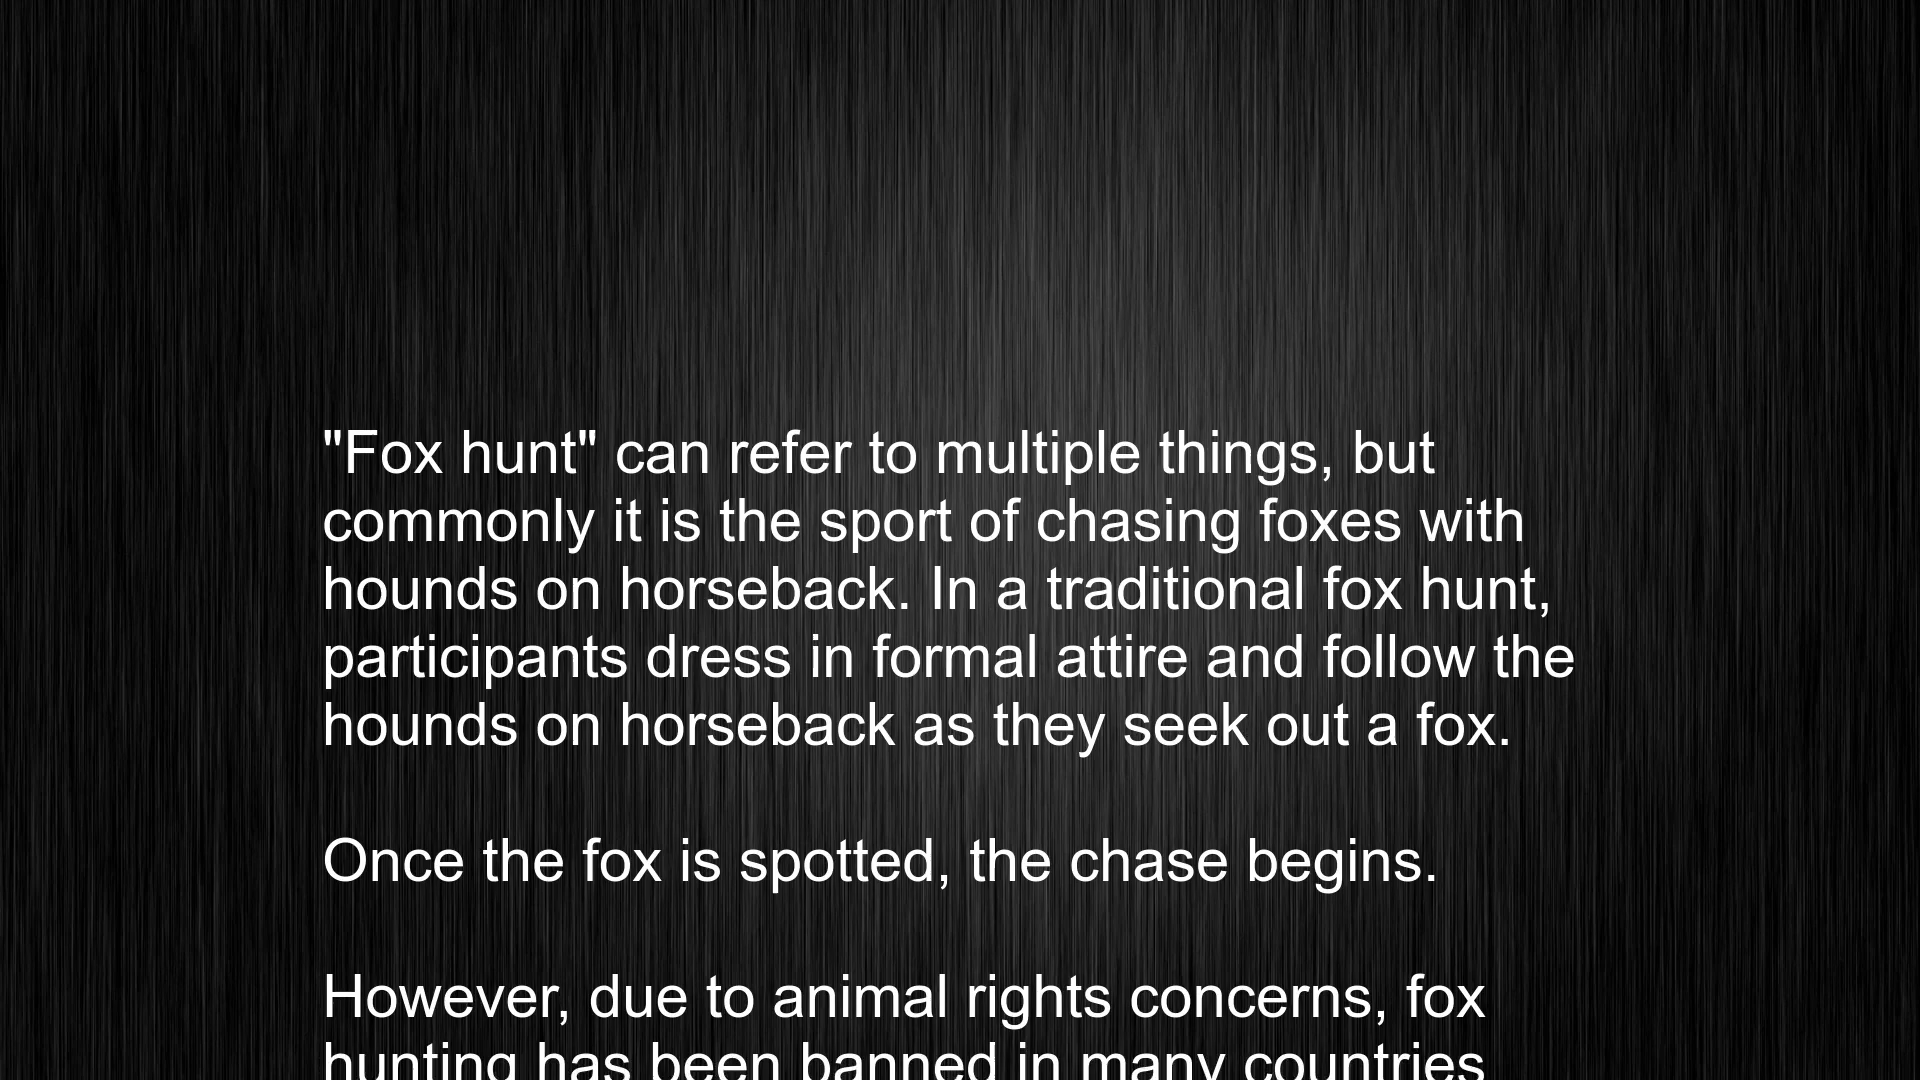 "Fox hunt" can refer to multiple things, but
commonly it is the sport of chasing foxes with
hounds on horseback. In a traditional fox hunt,
participants dress in formal attire and follow the
hounds on horseback as they seek out a fox.
Once the fox is spotted, the chase begins.
However, due to animal rights concerns, fox
hunting has been banned in many countries